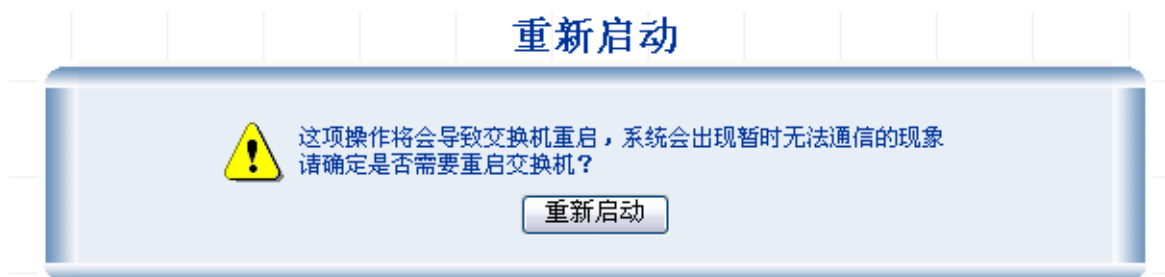 重新启动
这项操作将会导致交换机重启，系统会出现暂时无法通信的现象
请确定是否需要重启交换机？
重新启动